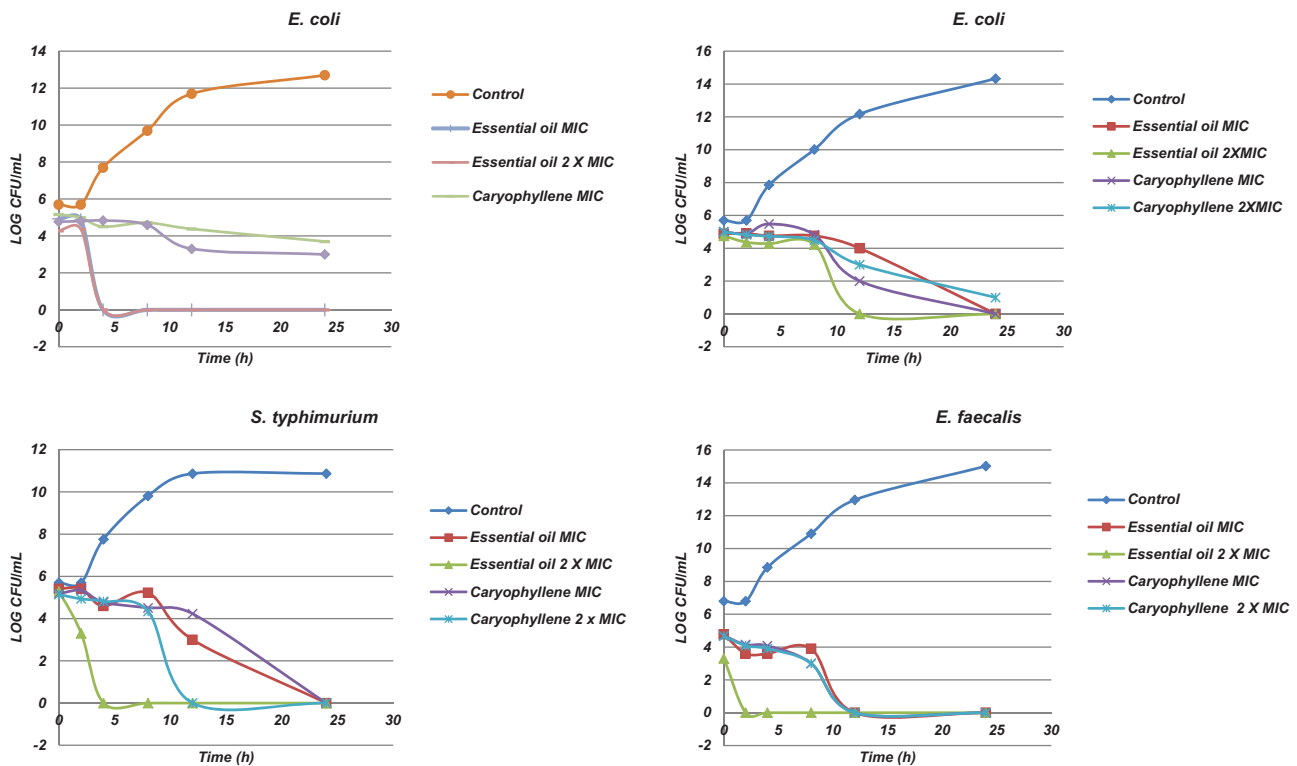 E. coli
14
12
10
8
6
4
2
0
-2
0
5
10
15
20
25
30
LOG CFU/mL
Time (h)
Control
Essential oil MIC
Essential oil 2 X MIC
Caryophyllene MIC
E. coli
16
14
12
10
8
6
4
2
0
-2
0
5
10
15
20
25
30
LOG CFU/mL
Time (h)
Control
Essential oil MIC
Essential oil 2XMIC
Caryophyllene MIC
Caryophyllene 2XMIC
S. typhimurium
12
10
8
6
4
2
0
-2
0
5
10
15
20
25
30
LOG CFU/mL
Time (h)
Control
Essential oil MIC
Essential oil 2 X MIC
Caryophyllene MIC
Caryophyllene 2 x MIC
E. faecalis
16
14
12
10
8
6
4
2
0
-2
0
5
10
15
20
25
30
LOG CFU/mL
Time (h)
Control
Essential oil MIC
Essential oil 2 X MIC
Caryophyllene MIC
Caryophyllene 2 X MIC